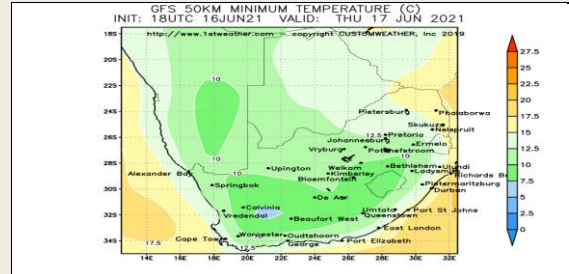 GFS 50KM MINIMUM TEMPERATURE (C)
INIT: 18UTC 16JUN21 VALID: THU 17 JUN 2021
http://www.1stweather.com – copyright CUSTOMWEATHER, Inc 2019
18S
20S
22S
24S
26S
28S
30S
32S
34S
10
Pietersburg
Phalaborwa
Skukuza
Nelspruit
12.5
Pretoria
Johannesburg
Ermelo
Vryburg
Potchefstroom
10
10
Welkom
Bethlehem
Ulundi
Alexander Bay
Upington
Kimberley
Ladysmith
Richards Ba
Bloemfontein
Springbok
Pietermaritzburg
Durban
De Aar
Calvinia
Vredendal
Beaufort West
Umtata
Port St Johns
Queenstown
East London
17.5
Cape Town
Worcester
Oudtshoorn
12.5
George
Port Elizabeth
14E 16E 18E 20E 22E 24E 26E 28E 30E 32E
27.5
25
22.5
20
17.5
15
12.5
10
7.5
5
2.5
0